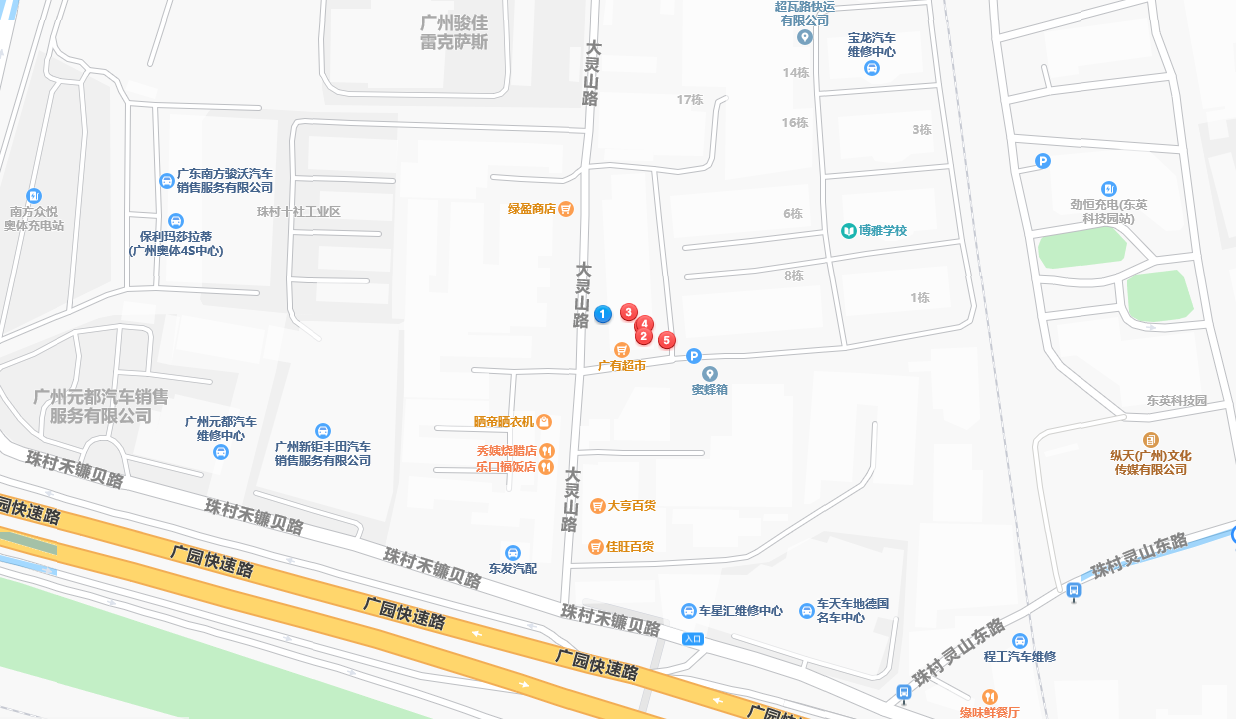 超瓦路快运
有限公司
广州骏佳
雷克萨斯
宝龙汽车
维修中心
大灵山路
14栋
17栋
16栋
3栋
P
广东南方骏沃汽车
销售服务有限公司
南方众悦
奥体充电站
珠村十社工业区
绿盈商店
6栋
劲恒充电(东英
科技园站)
保利玛莎拉蒂
(广州奥体4S中心)
博雅学校
8栋
1栋
大灵山路
1
3
4
2
5
P
广有超市
蜜蜂箱
广州元都汽车销售
服务有限公司
东英科技园
广州元都汽车
维修中心
晒帝晒衣机
广州新钜丰田汽车
销售服务有限公司
秀姨烧腊店
乐口福饭店
纵天(广州)文化
传媒有限公司
珠村禾镰贝路
大灵山路
大亨百货
广园快速路
珠村禾镰贝路
佳旺百货
珠村灵山东路
广园快速路
珠村禾镰贝路
东发汽配
广园快速路
珠村禾镰贝路
车星汇维修中心
车天车地德国
名车中心
入口
珠村灵山东路
程工汽车维修
广园快速路
缘味鲜餐厅
广园快速路